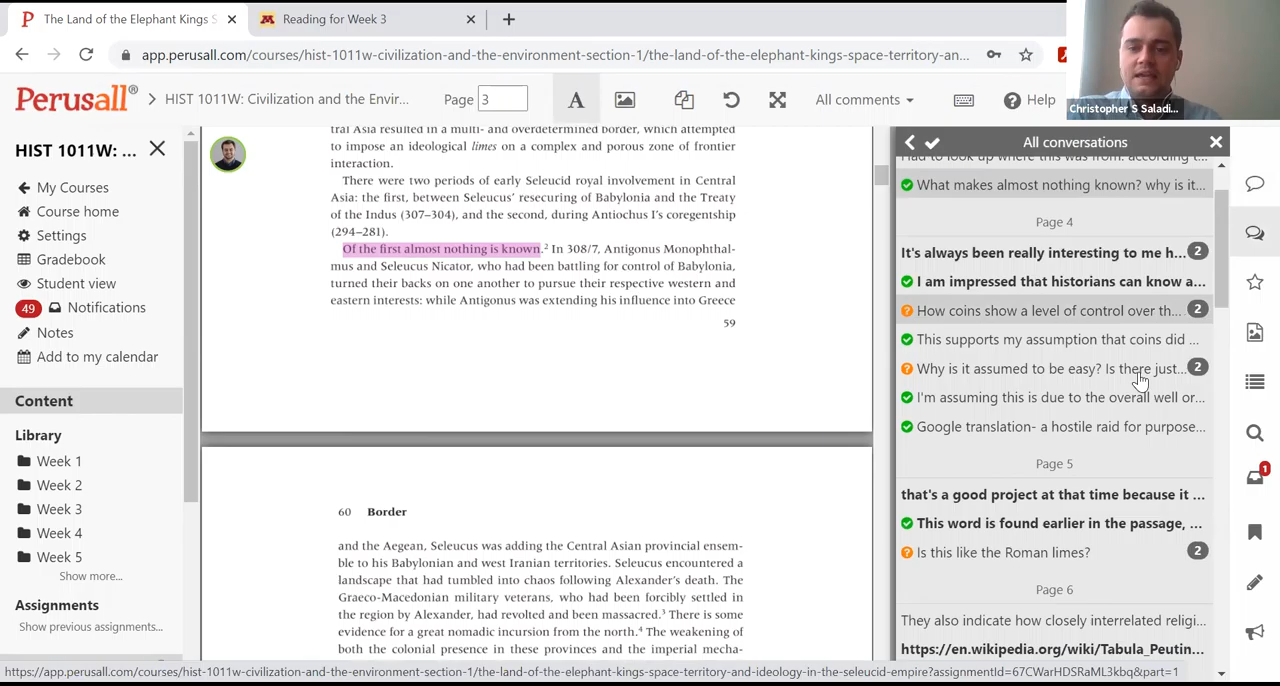 The Land of the Elephant Kings S
Reading for Week 3
app.perusall.com/courses/hist-1011w-civilization-and-the-environment-section-1/the-land-of-the-elephant-kings-space-territory-an...
Perusall®
HIST 1011W: Civilization and the Envir...
Page 3
All comments
Help
Christopher S Saladi...
HIST 1011W: ...
My Courses
Course home
Settings
Gradebook
Student view
49 Notifications
Notes
Add to my calendar
Content
Library
Week 1
Week 2
Week 3
Week 4
Week 5
Show more...
Assignments
Show previous assignments...
tral Asia resulted in a multi- and overdetermined border, which attempted
to impose an ideological limes on a complex and porous zone of frontier
interaction.
There were two periods of early Seleucid royal involvement in Central
Asia: the first, between Seleucus' resecuring of Babylonia and the Treaty
of the Indus (307–304), and the second, during Antiochus I's coregentship
(294–281).
Of the first almost nothing is known.² In 308/7, Antigonus Monophthal-
mus and Seleucus Nicator, who had been battling for control of Babylonia,
turned their backs on one another to pursue their respective western and
eastern interests: while Antigonus was extending his influence into Greece
59
60 Border
and the Aegean, Seleucus was adding the Central Asian provincial ensem-
ble to his Babylonian and west Iranian territories. Seleucus encountered a
landscape that had tumbled into chaos following Alexander's death. The
Graeco-Macedonian military veterans, who had been forcibly settled in
the region by Alexander, had revolted and been massacred.³ There is some
evidence for a great nomadic incursion from the north.⁴ The weakening of
both the colonial presence in these provinces and the imperial mecha-
All conversations
Had to look up where this was from. according t...
What makes almost nothing known? why is it...
Page 4
It's always been really interesting to me h... 2
I am impressed that historians can know a...
How coins show a level of control over th... 2
This supports my assumption that coins did ...
Why is it assumed to be easy? Is there just... 2
I'm assuming this is due to the overall well or...
Google translation- a hostile raid for purpose...
Page 5
that's a good project at that time because it ...
This word is found earlier in the passage, ...
Is this like the Roman limes? 2
Page 6
They also indicate how closely interrelated religi...
https://en.wikipedia.org/wiki/Tabula_Peutin...
1
https://app.perusall.com/courses/hist-1011w-civilization-and-the-environment-section-1/the-land-of-the-elephant-kings-space-territory-and-ideology-in-the-seleucid-empire?assignmentId=67CWarHDSRaML3kbq&part=1